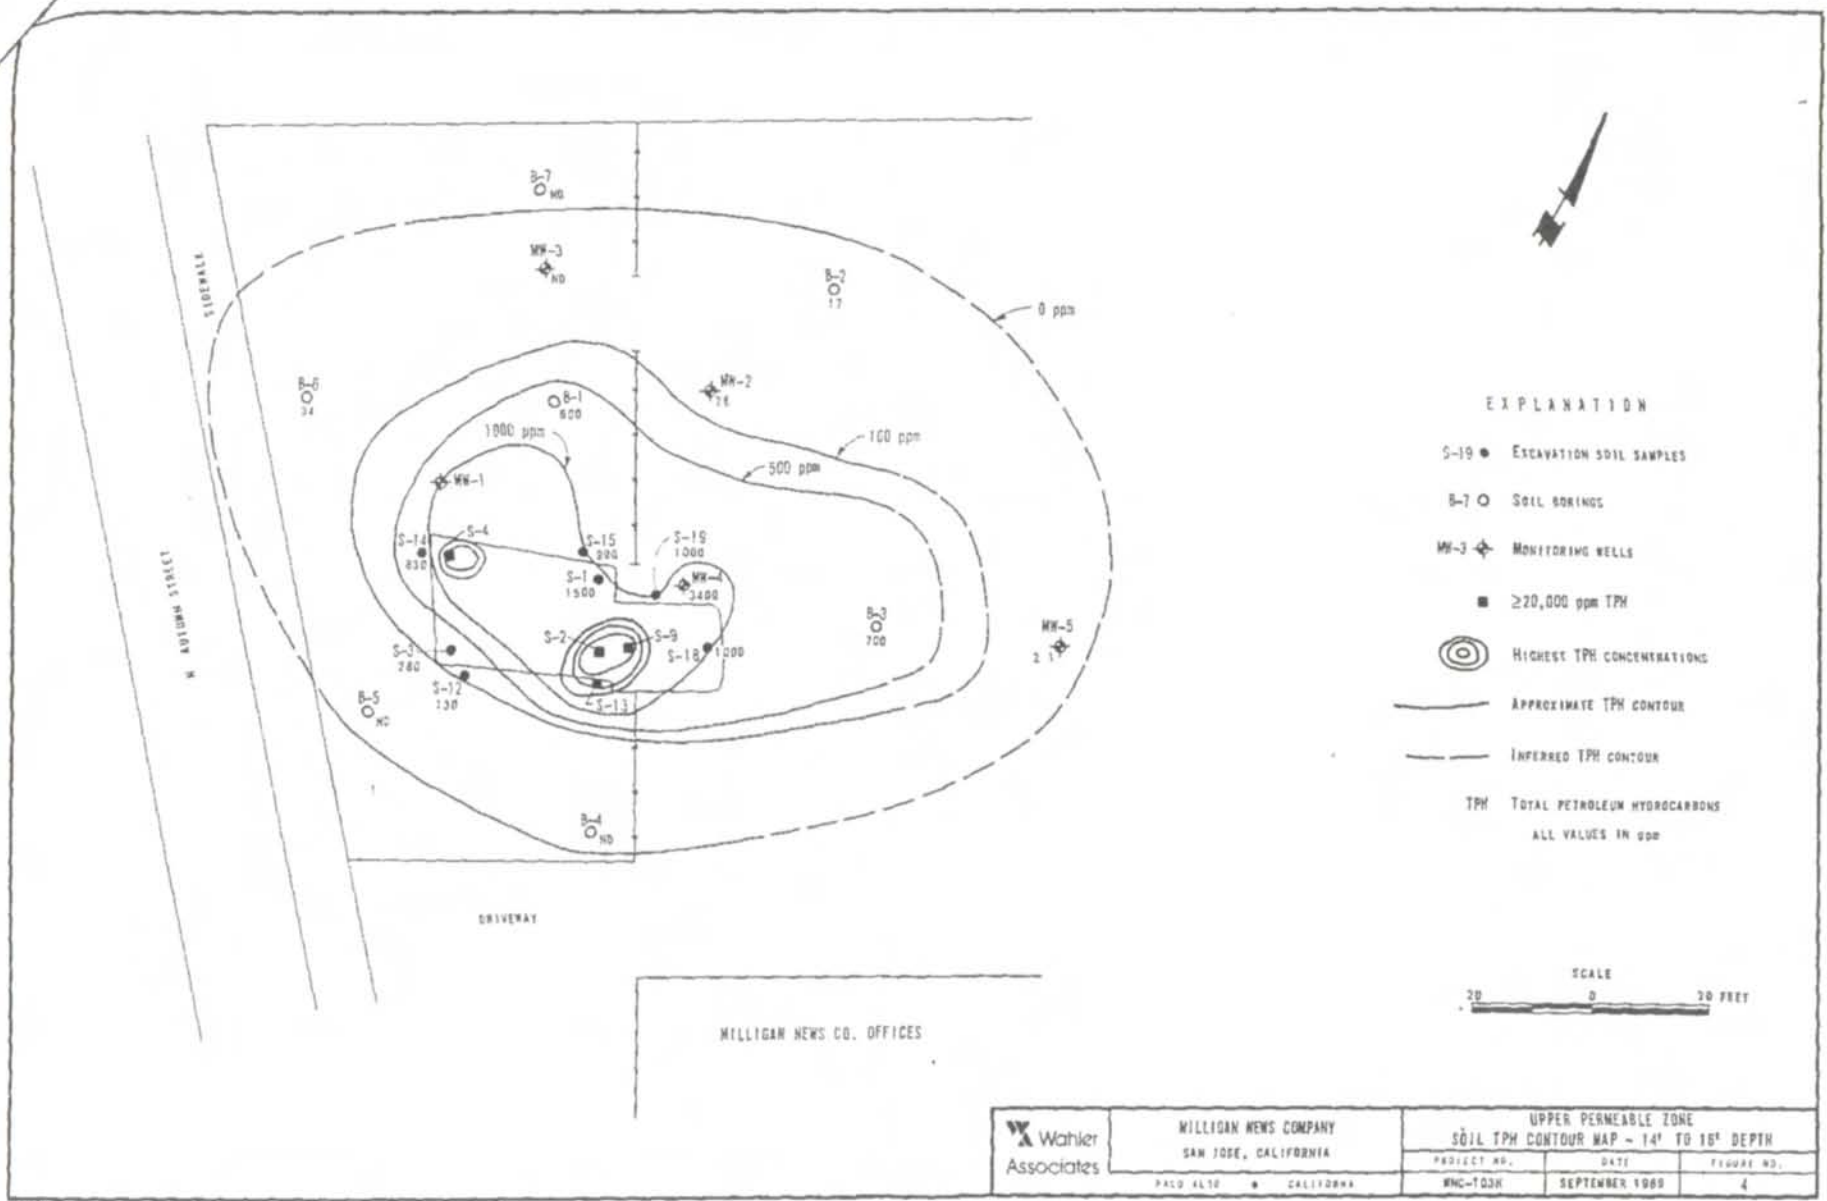 B-7
ND
MW-3
ND
B-2
17
0 ppm
SIDEWALK
B-6
34
MW-2
B-1
600
1000 ppm
100 ppm
500 ppm
MW-1
S-14
830
S-4
S-15
S-19
1000
S-1
1500
MW-4
3400
S-2
S-9
S-3
280
S-18
1000
B-3
700
MW-5
S-12
130
S-13
B-5
ND
B-4
ND
N AUTUMN STREET
DRIVEWAY
MILLIGAN NEWS CO. OFFICES
EXPLANATION
S-19 EXCAVATION SOIL SAMPLES
B-7 SOIL BORINGS
MW-3 MONITORING WELLS
≥20,000 ppm TPH
HIGHEST TPH CONCENTRATIONS
APPROXIMATE TPH CONTOUR
INFERRED TPH CONTOUR
TPH TOTAL PETROLEUM HYDROCARBONS
ALL VALUES IN ppm
SCALE
20 0 20 FEET
Wahler
Associates
MILLIGAN NEWS COMPANY
SAN JOSE, CALIFORNIA
PALO ALTO • CALIFORNIA
UPPER PERMEABLE ZONE
SOIL TPH CONTOUR MAP - 14' TO 16' DEPTH
PROJECT NO. DATE FIGURE NO.
MNC-103H SEPTEMBER 1989 4